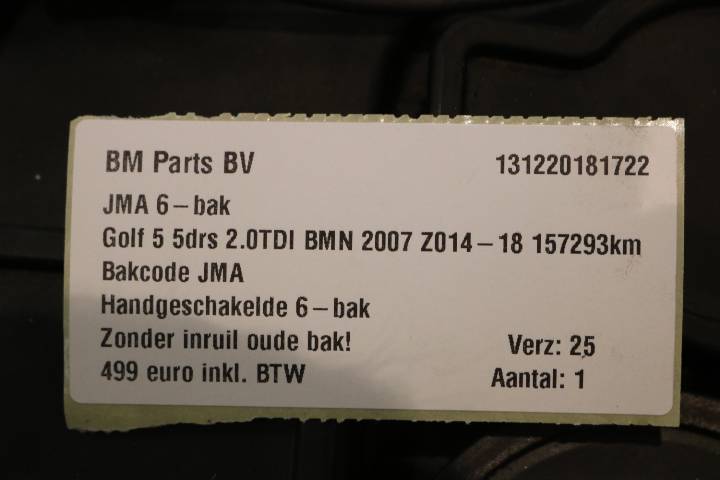 BM Parts BV 131220181722
JMA 6-bak
Golf 5 5drs 2.0TDI BMN 2007 Z014-18 157293km
Bakcode JMA
Handgeschakelde 6-bak
Zonder inruil oude bak! Verz: 25
499 euro inkl. BTW Aantal: 1